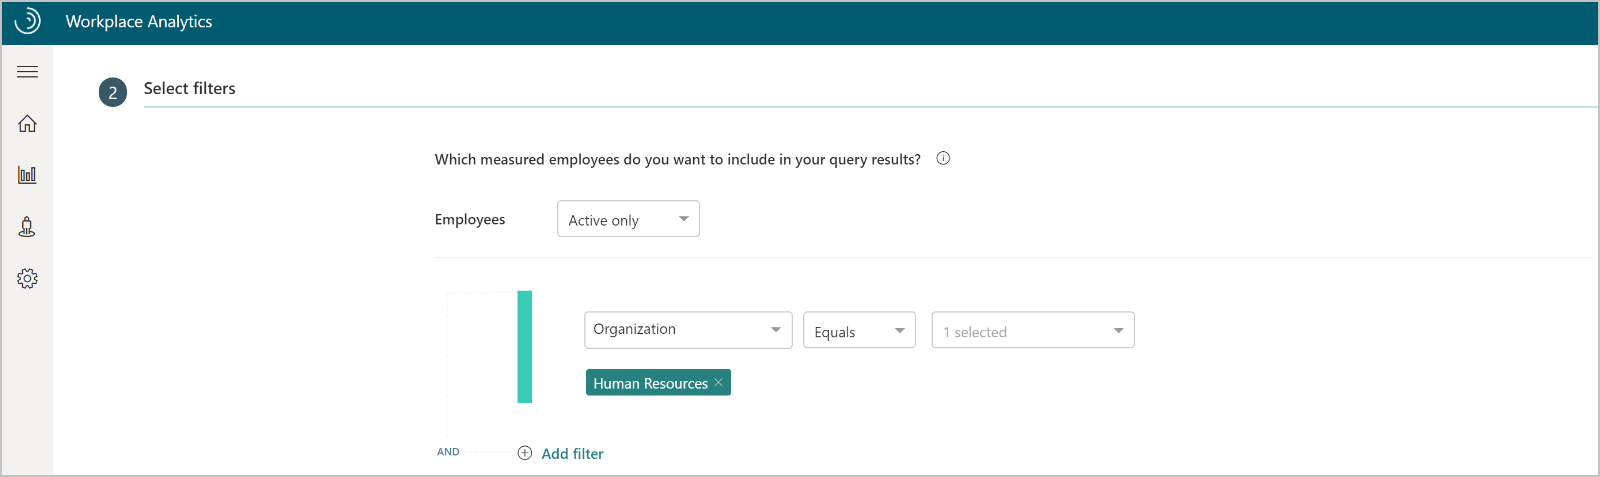 Workplace Analytics
2 Select filters
Which measured employees do you want to include in your query results?
Employees Active only
Organization Equals 1 selected
Human Resources
AND Add filter